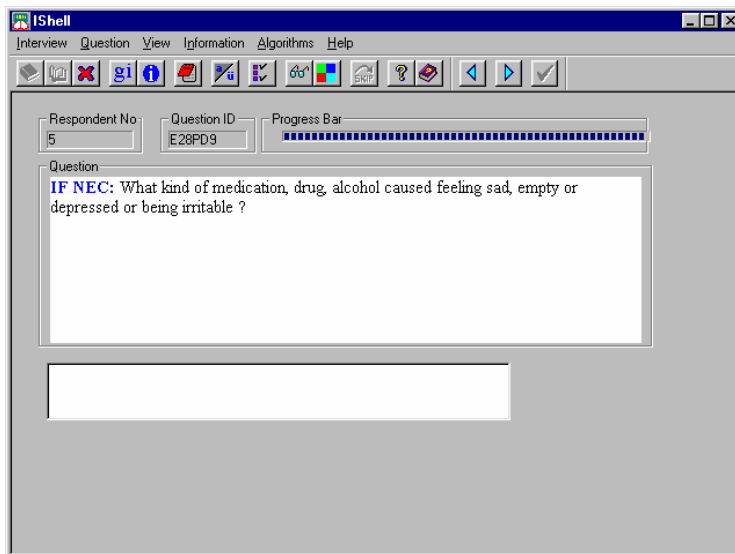 IShell
Interview Question View Information Algorithms Help
gi i a/ü SKIP ?
Respondent No Question ID Progress Bar
5 E28PD9
Question
IF NEC: What kind of medication, drug, alcohol caused feeling sad, empty or
depressed or being irritable ?